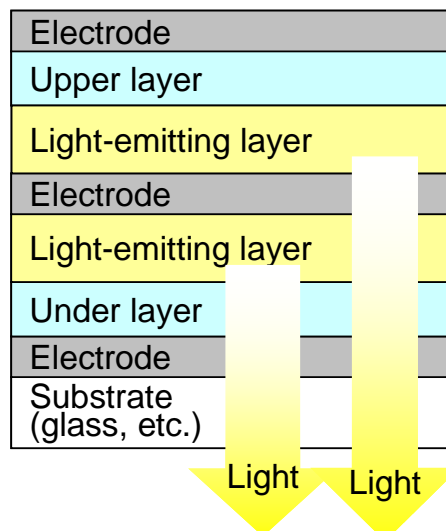 Electrode
Upper layer
Light-emitting layer
Electrode
Light-emitting layer
Under layer
Electrode
Substrate
(glass, etc.)
Light
Light